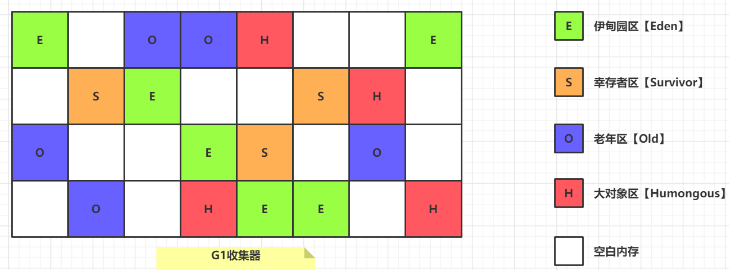 E O O H E
S E S H
O E S O
O H E E H
G1收集器
E 伊甸园区【Eden】
S 幸存者区【Survivor】
O 老年区【Old】
H 大对象区【Humongous】
空白内存